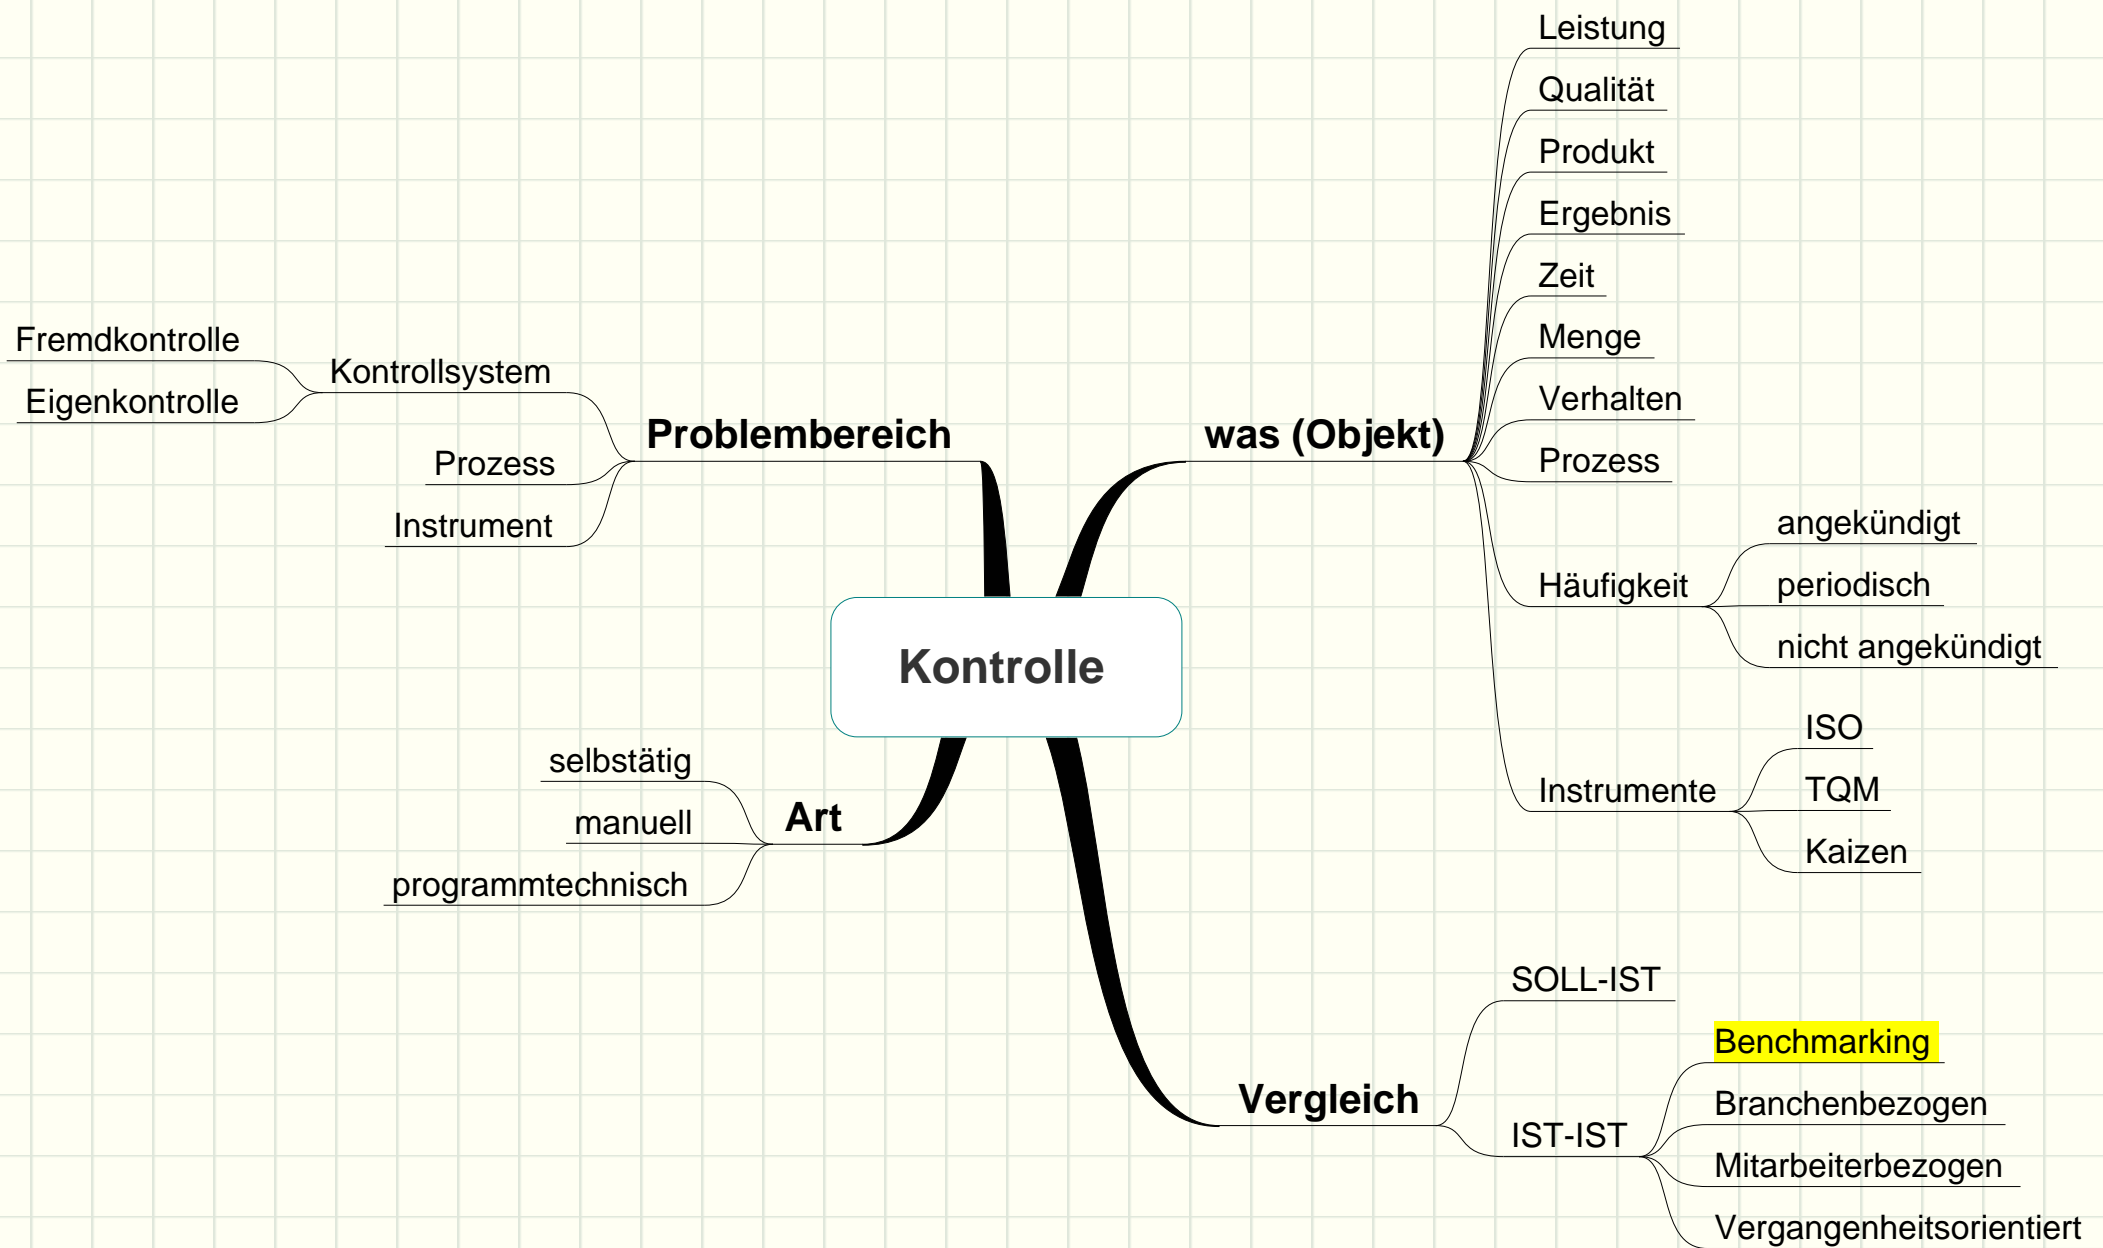 Kontrolle
was (Objekt)
Leistung
Qualität
Produkt
Ergebnis
Zeit
Menge
Verhalten
Prozess
Häufigkeit
angekündigt
periodisch
nicht angekündigt
Instrumente
ISO
TQM
Kaizen
Vergleich
SOLL-IST
IST-IST
Benchmarking
Branchenbezogen
Mitarbeiterbezogen
Vergangenheitsorientiert
Problembereich
Kontrollsystem
Fremdkontrolle
Eigenkontrolle
Prozess
Instrument
Art
selbstätig
manuell
programmtechnisch